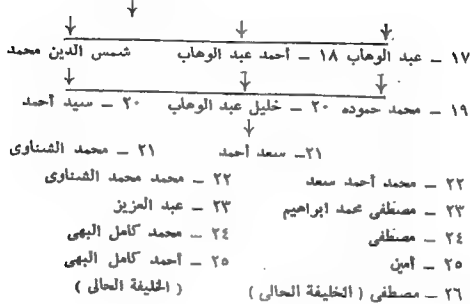 ١٧ ـ عبد الوهاب ١٨ ـ أحمد عبد الوهاب شمس الدين محمد
١٩ ـ محمد حموده ٢٠ ـ خليل عبد الوهاب ٢٠ ـ سيد أحمد
٢١ـ سعد أحمد ٢١ ـ محمد الشناوى
٢٢ ـ محمد أحمد سعد ٢٢ ـ محمد محمد الشناوى
٢٣ ـ مصطفى محمد ابراهيم ٢٣ ـ عبد العزيز
٢٤ ـ مصطفى ٢٤ ـ محمد كامل البهى
٢٥ ـ أمين ٢٥ ـ أحمد كامل البهى
٢٦ ـ مصطفى ( الخليفة الحالى ) ( الخليفة الحالى )